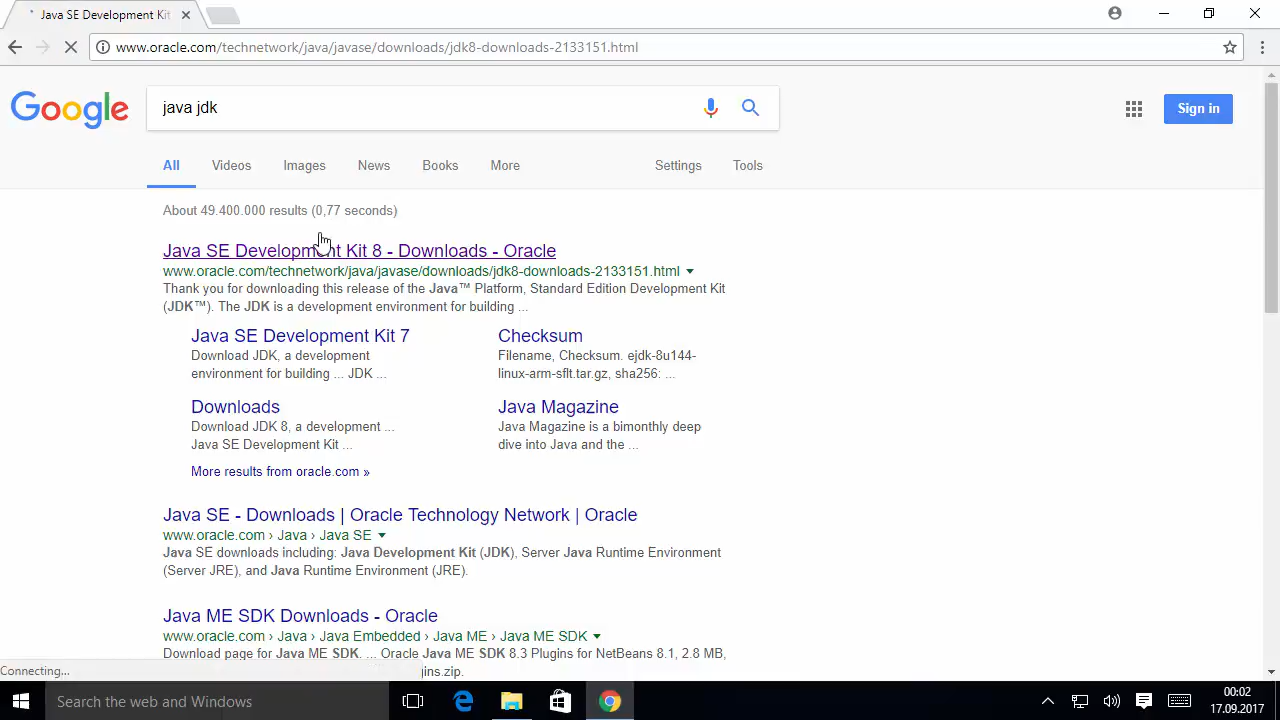 Java SE Development Kit
www.oracle.com/technetwork/java/javase/downloads/jdk8-downloads-2133151.html
Google
java jdk
Sign in
All Videos Images News Books More Settings Tools
About 49.400.000 results (0,77 seconds)
Java SE Development Kit 8 - Downloads - Oracle
www.oracle.com/technetwork/java/javase/downloads/jdk8-downloads-2133151.html
Thank you for downloading this release of the Java™ Platform, Standard Edition Development Kit
(JDK™). The JDK is a development environment for building ...
Java SE Development Kit 7
Download JDK, a development
environment for building ... JDK ...
Checksum
Filename, Checksum. ejdk-8u144-
linux-arm-sflt.tar.gz, sha256: ...
Downloads
Download JDK 8, a development ...
Java SE Development Kit ...
Java Magazine
Java Magazine is a bimonthly deep
dive into Java and the ...
More results from oracle.com »
Java SE - Downloads | Oracle Technology Network | Oracle
www.oracle.com › Java › Java SE
Java SE downloads including: Java Development Kit (JDK), Server Java Runtime Environment
(Server JRE), and Java Runtime Environment (JRE).
Java ME SDK Downloads - Oracle
www.oracle.com › Java › Java Embedded › Java ME › Java ME SDK
Download page for Java ME SDK. ... Oracle Java ME SDK 8.3 Plugins for NetBeans 8.1, 2.8 MB,
gins.zip.
Connecting...
Search the web and Windows
00:02
17.09.2017